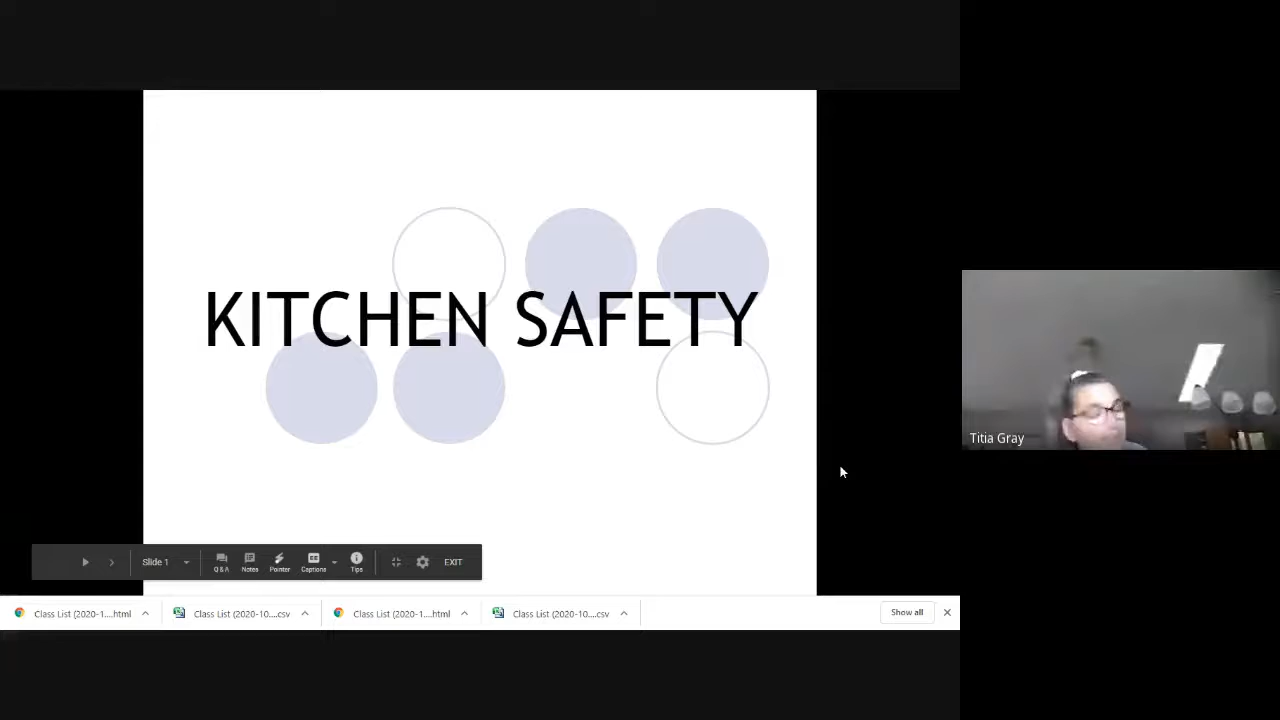 KITCHEN SAFETY
Titia Gray
Slide 1
Q & A
Notes
Pointer
Captions
Tips
EXIT
Class List (2020-1....html
Class List (2020-10....csv
Class List (2020-1....html
Class List (2020-10....csv
Show all